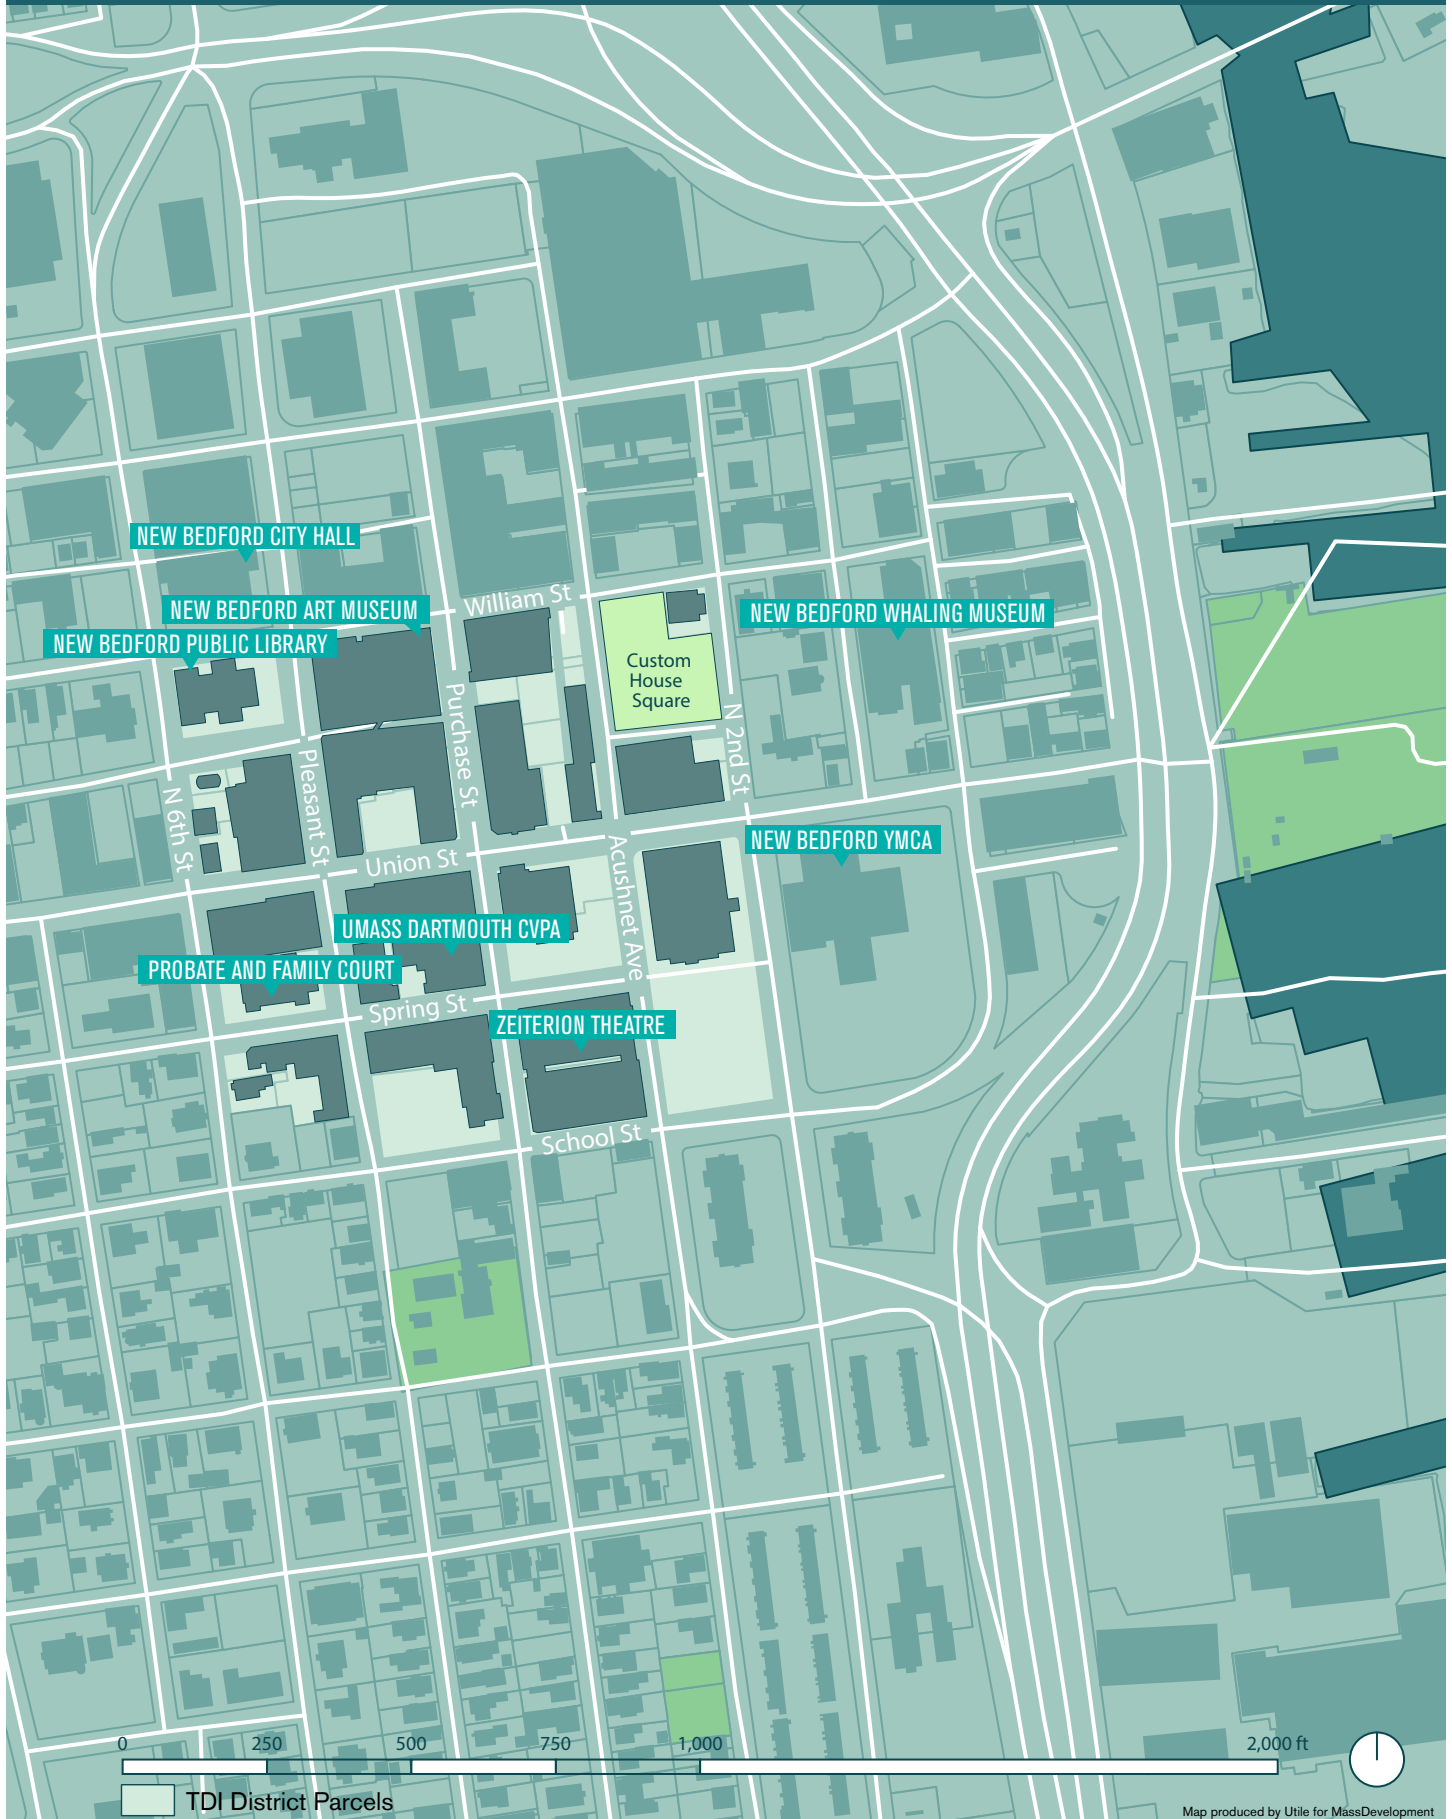 NEW BEDFORD CITY HALL
William St
NEW BEDFORD ART MUSEUM
NEW BEDFORD WHALING MUSEUM
NEW BEDFORD PUBLIC LIBRARY
Custom
House
Square
Purchase St
N 2nd St
Pleasant St
N 6th St
NEW BEDFORD YMCA
Union St
Acushnet Ave
UMASS DARTMOUTH CVPA
PROBATE AND FAMILY COURT
Spring St
ZEITERION THEATRE
School St
0 250 500 750 1,000 2,000 ft
TDI District Parcels
Map produced by Utile for MassDevelopment